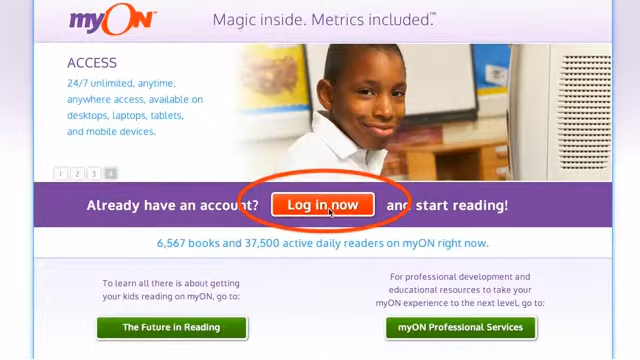 myON™
Magic inside. Metrics included.™
ACCESS
24/7 unlimited, anytime,
anywhere access, available on
desktops, laptops, tablets,
and mobile devices.
1 2 3 4
Already have an account? Log in now and start reading!
6,567 books and 37,500 active daily readers on myON right now.
To learn all there is about getting
your kids reading on myON, go to:
The Future in Reading
For professional development and
educational resources to take your
myON experience to the next level, go to:
myON Professional Services